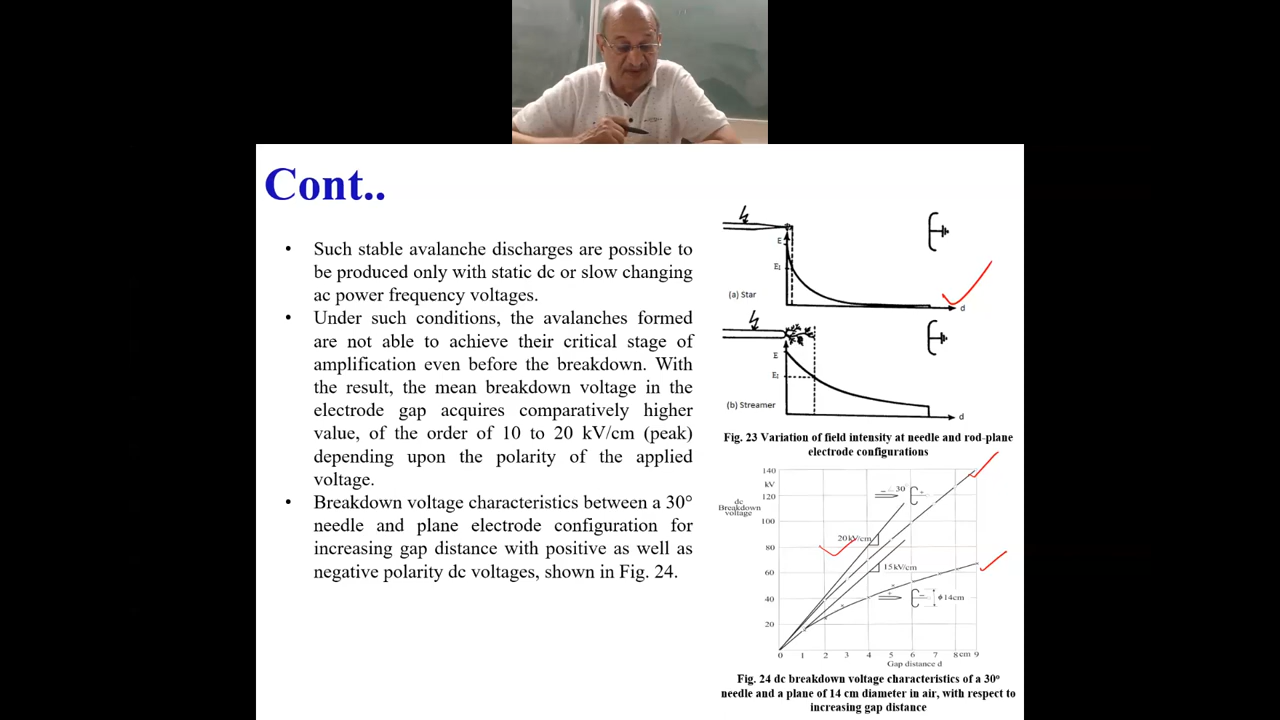 Cont..
• Such stable avalanche discharges are possible to
be produced only with static dc or slow changing
ac power frequency voltages.
• Under such conditions, the avalanches formed
are not able to achieve their critical stage of
amplification even before the breakdown. With
the result, the mean breakdown voltage in the
electrode gap acquires comparatively higher
value, of the order of 10 to 20 kV/cm (peak)
depending upon the polarity of the applied
voltage.
• Breakdown voltage characteristics between a 30°
needle and plane electrode configuration for
increasing gap distance with positive as well as
negative polarity dc voltages, shown in Fig. 24.
E
E₁
(a) Star
d
E
E₁
(b) Streamer
d
Fig. 23 Variation of field intensity at needle and rod-plane
electrode configurations
140
kV
dc
Breakdown
voltage
120
100
80
60
40
20
30
20kV/cm
15kV/cm
ϕ 14cm
0 1 2 3 4 5 6 7 8cm 9
Gap distance d
Fig. 24 dc breakdown voltage characteristics of a 30°
needle and a plane of 14 cm diameter in air, with respect to
increasing gap distance